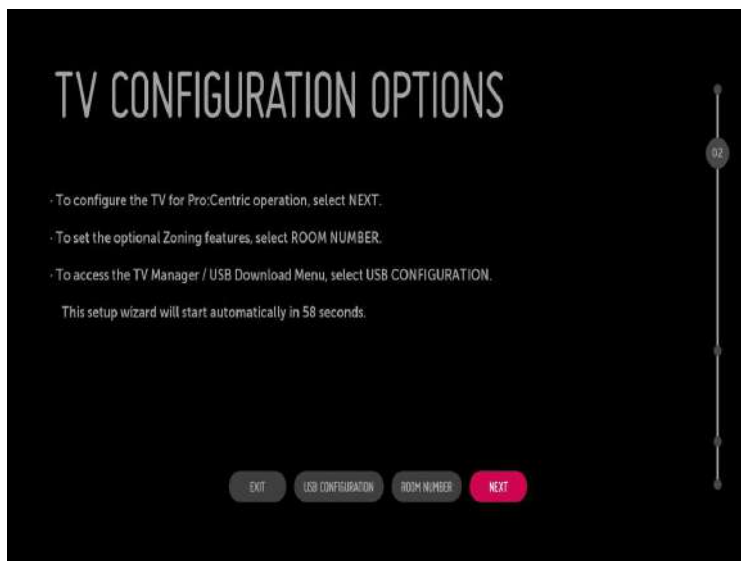 TV CONFIGURATION OPTIONS
02
· To configure the TV for Pro:Centric operation, select NEXT.
· To set the optional Zoning features, select ROOM NUMBER.
· To access the TV Manager / USB Download Menu, select USB CONFIGURATION.
This setup wizard will start automatically in 58 seconds.
EXIT USB CONFIGURATION ROOM NUMBER NEXT